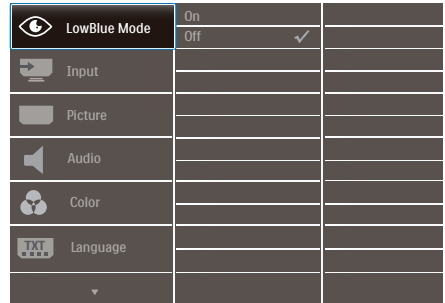 LowBlue Mode
On
Off
Input
Picture
Audio
Color
TXT
Language